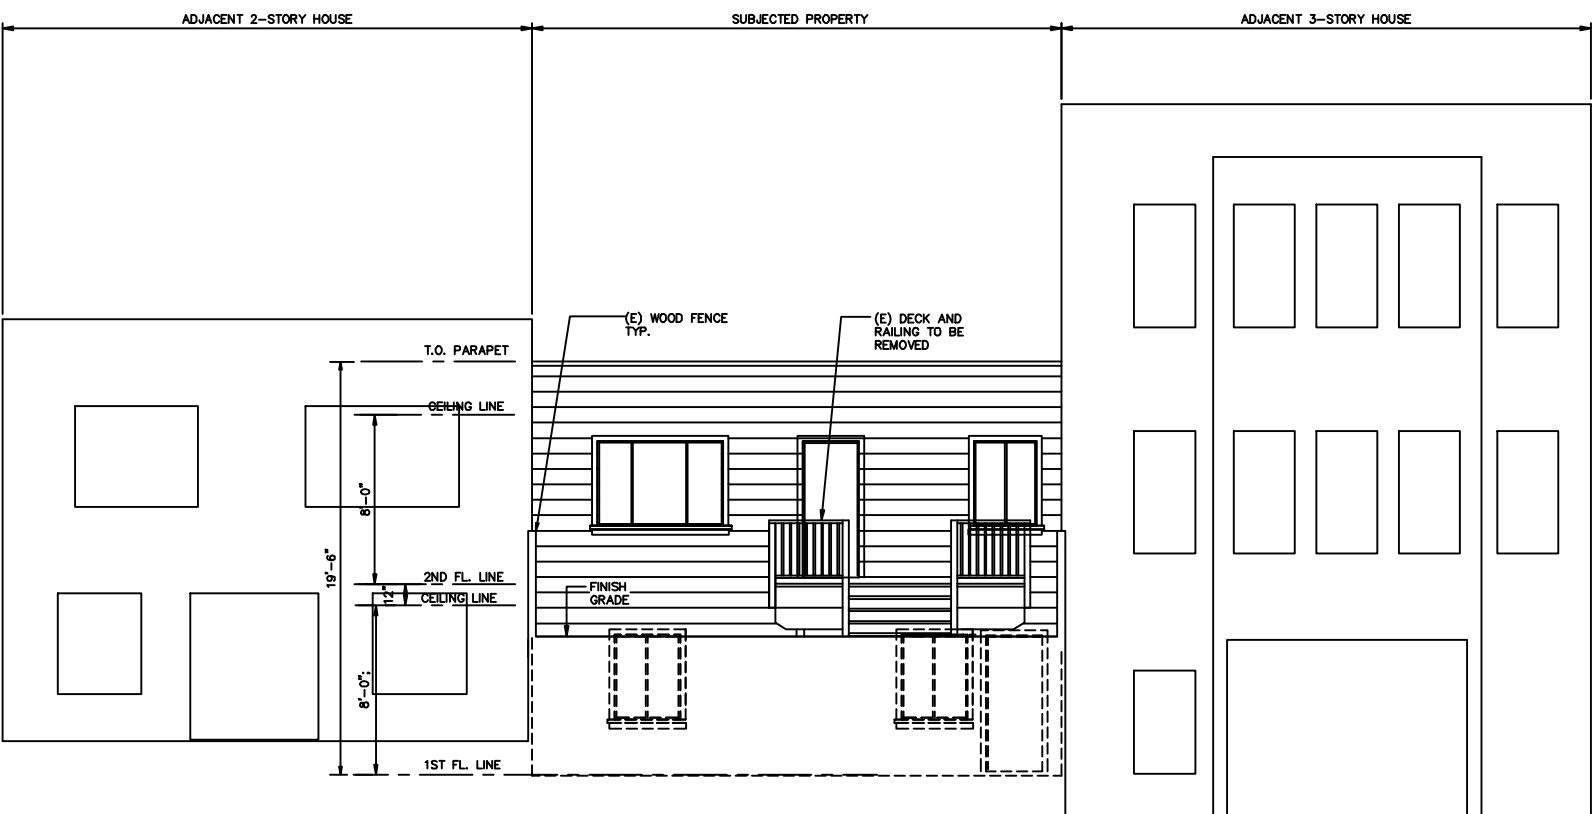 ADJACENT 2-STORY HOUSE
SUBJECTED PROPERTY
ADJACENT 3-STORY HOUSE
(E) WOOD FENCE
TYP.
(E) DECK AND
RAILING TO BE
REMOVED
T.O. PARAPET
CEILING LINE
8'-0"
19'-6"
2ND FL. LINE
12"
CEILING LINE
FINISH
GRADE
8'-0";
1ST FL. LINE